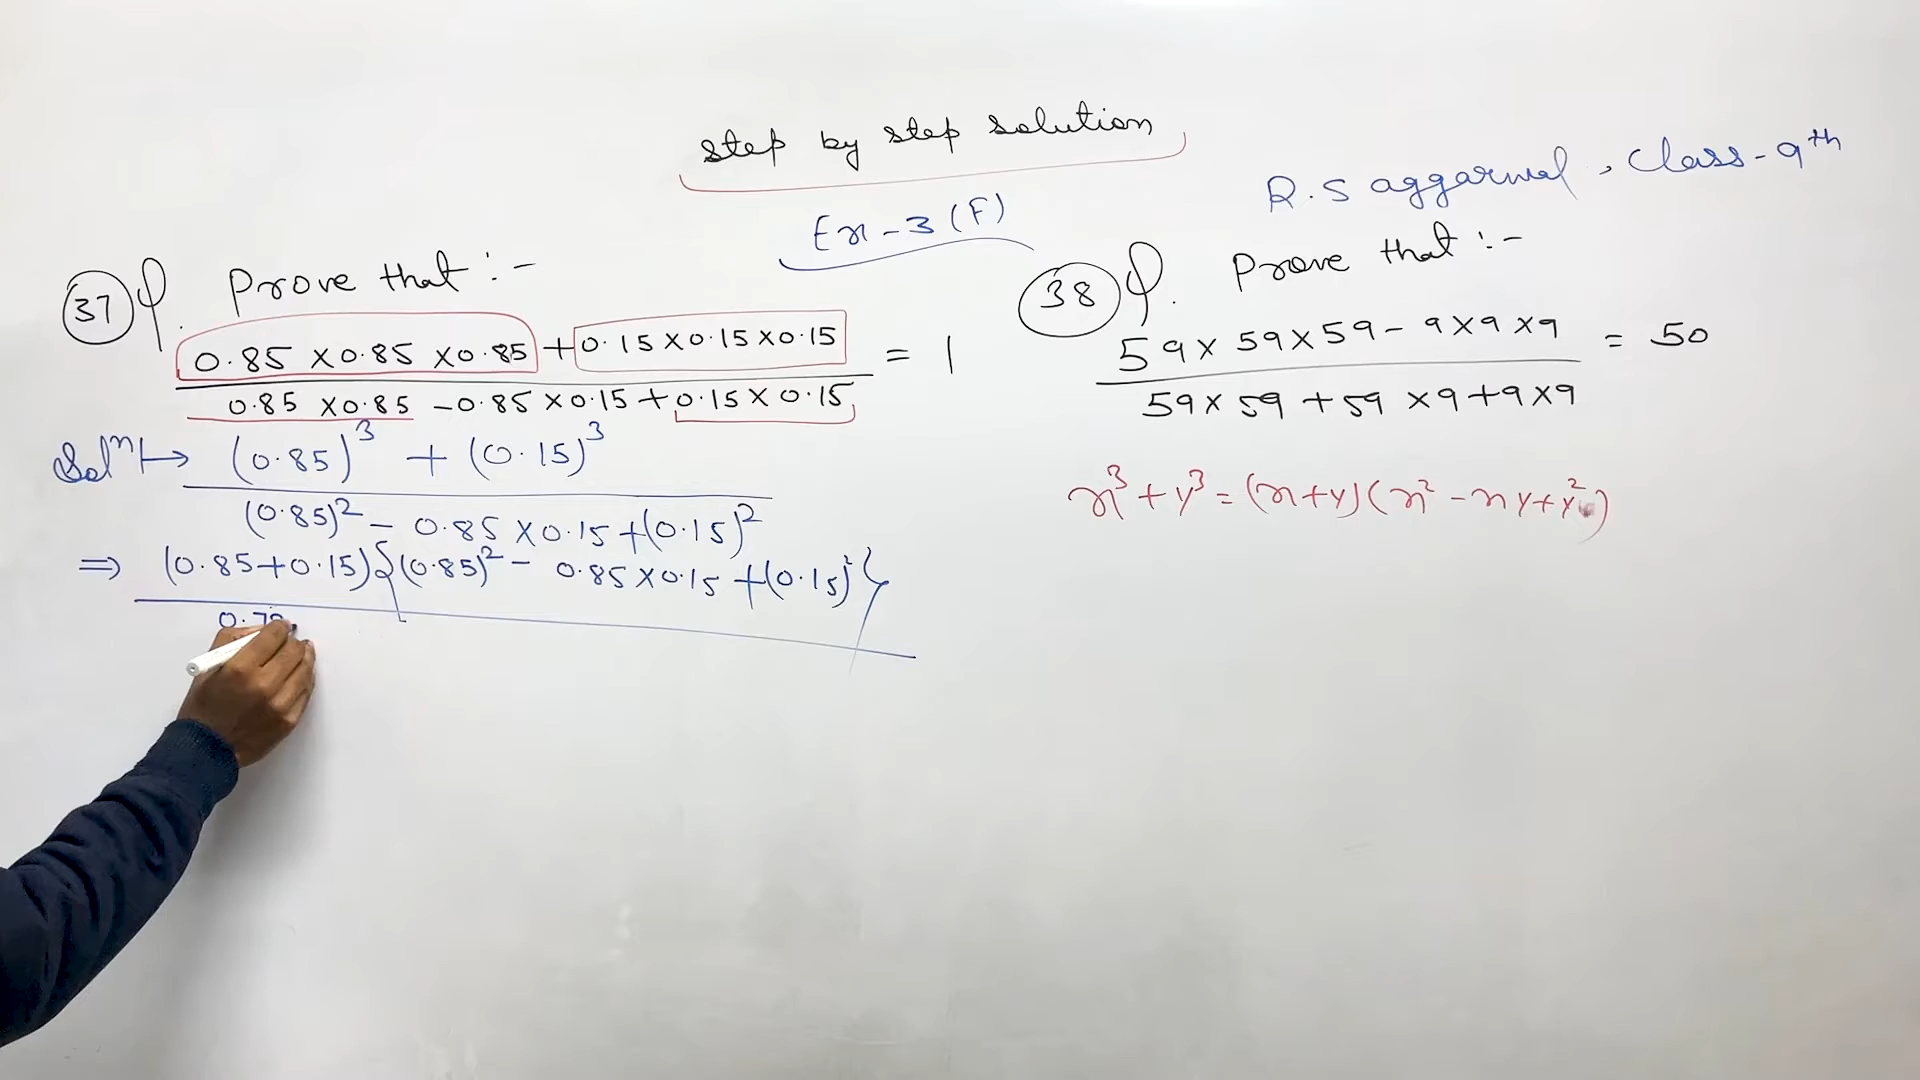 step by step solution
R.S aggarwal, Class-9th
Ex-3(F)
37 Q. Prove that :-
0.85 × 0.85 × 0.85 + 0.15 × 0.15 × 0.15 = 1
0.85 × 0.85 - 0.85 × 0.15 + 0.15 × 0.15
Solⁿ ↦ (0.85)³ + (0.15)³
(0.85)² - 0.85 × 0.15 + (0.15)²
⇒ (0.85+0.15){(0.85)² - 0.85 × 0.15 + (0.15)²}
38 Q. Prove that :-
59 × 59 × 59 - 9 × 9 × 9 = 50
59 × 59 + 59 × 9 + 9 × 9
x³ + y³ = (x+y)(x² - xy + y²)